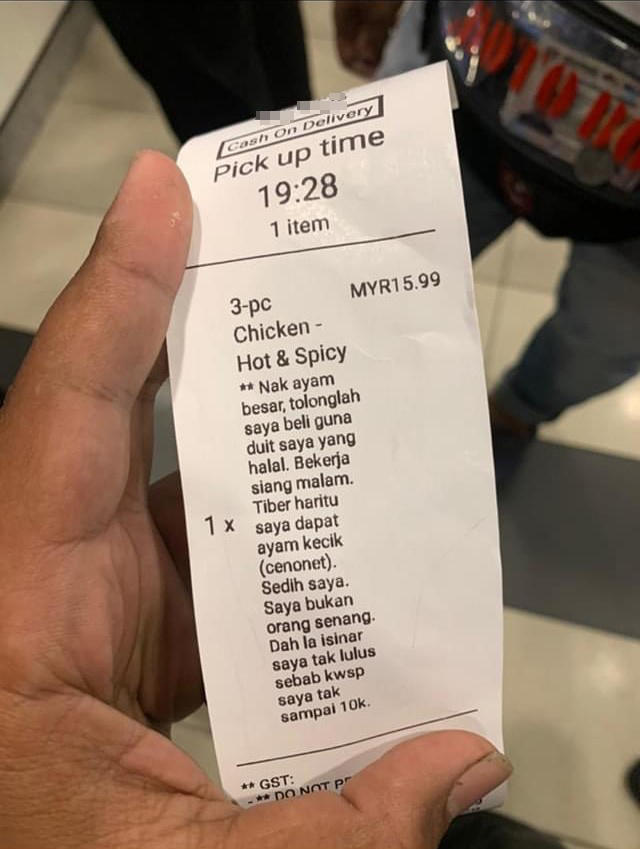 Cash On Delivery
Pick up time
19:28
1 item
3-pc MYR15.99
Chicken -
Hot & Spicy
** Nak ayam
besar, tolonglah
saya beli guna
duit saya yang
halal. Bekerja
siang malam.
Tiber haritu
1 x saya dapat
ayam kecik
(cenonet).
Sedih saya.
Saya bukan
orang senang.
Dah la isinar
saya tak lulus
sebab kwsp
saya tak
sampai 10k.
** GST:
- ** DO NOT